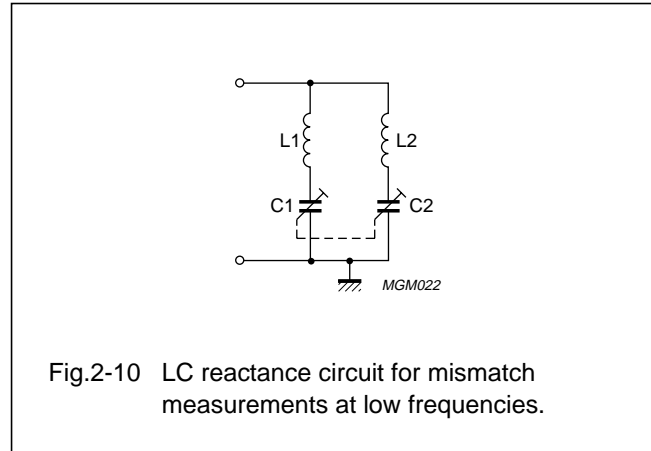 L1
L2
C1
C2
MGM022
Fig.2-10 LC reactance circuit for mismatch
measurements at low frequencies.